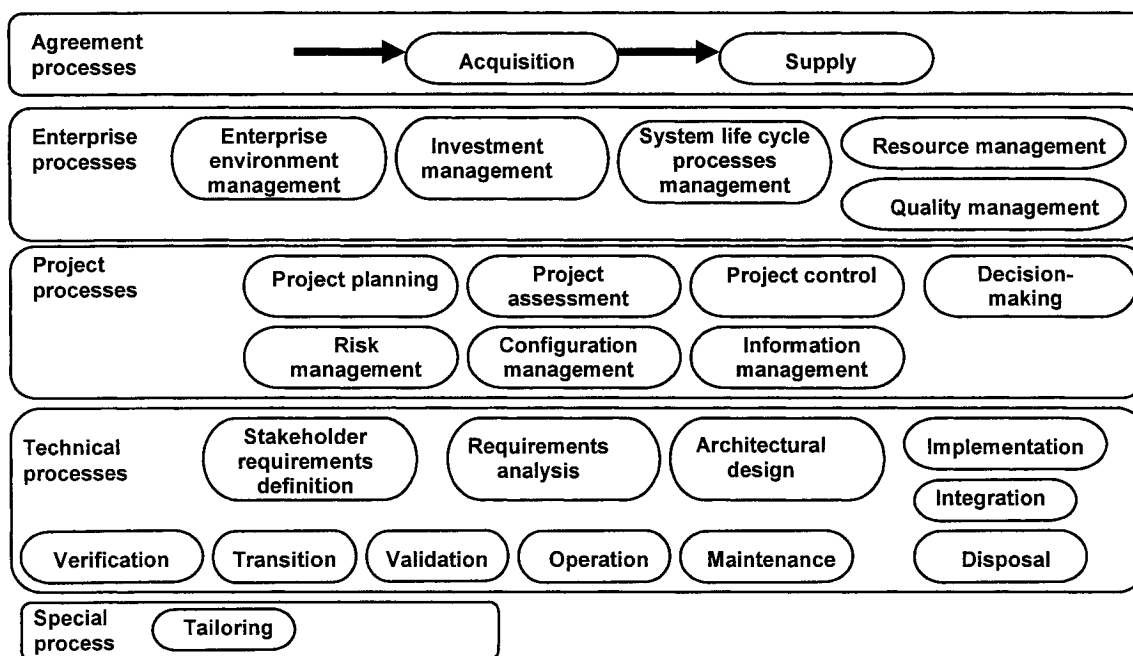 Agreement
processes
Acquisition
Supply
Enterprise
processes
Enterprise
environment
management
Investment
management
System life cycle
processes
management
Resource management
Quality management
Project
processes
Project planning
Project
assessment
Project control
Decision-
making
Risk
management
Configuration
management
Information
management
Technical
processes
Stakeholder
requirements
definition
Requirements
analysis
Architectural
design
Implementation
Integration
Verification
Transition
Validation
Operation
Maintenance
Disposal
Special
process
Tailoring